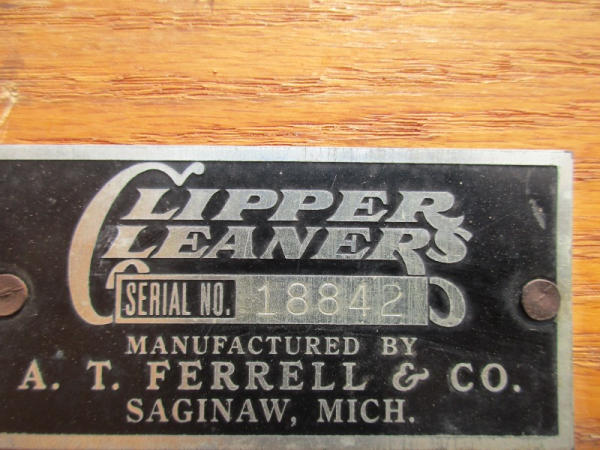 CLIPPER
CLEANERS
SERIAL NO. 18842
MANUFACTURED BY
A. T. FERRELL & CO.
SAGINAW, MICH.